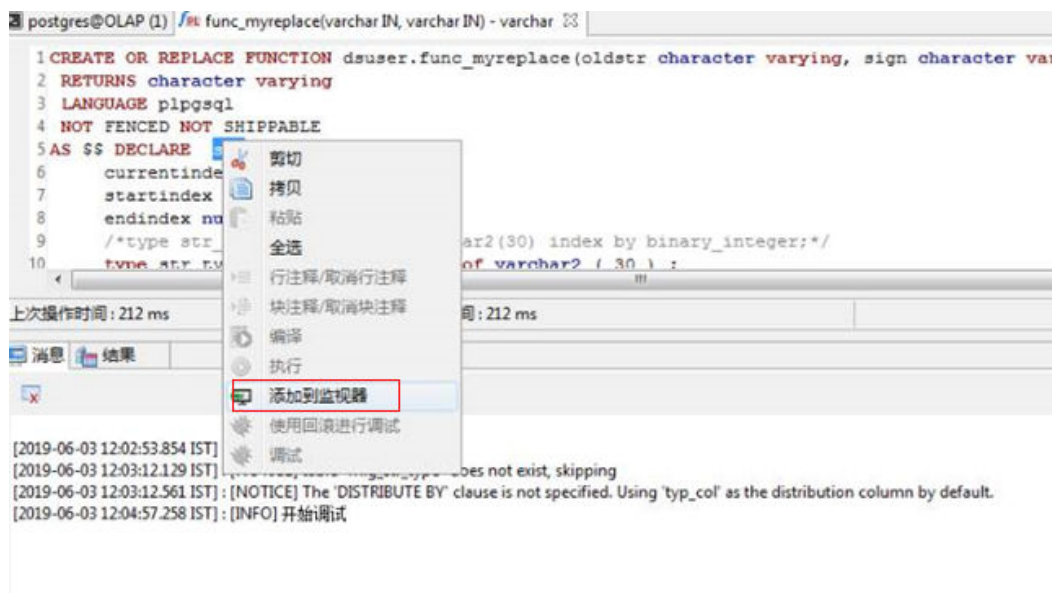 postgres@OLAP (1) func_myreplace(varchar IN, varchar IN) - varchar
1 CREATE OR REPLACE FUNCTION dsuser.func_myreplace(oldstr character varying, sign character var
2 RETURNS character varying
3 LANGUAGE plpgsql
4 NOT FENCED NOT SHIPPABLE
5 AS $$ DECLARE
6 currentinde
7 startindex
8 endindex nu
9 /*type str_ ar2(30) index by binary_integer;*/
10 type str ty of varchar2 ( 30 ) ;
剪切
拷贝
粘贴
全选
行注释/取消行注释
块注释/取消块注释
编译
执行
添加到监视器
使用回滚进行调试
调试
上次操作时间 : 212 ms : 212 ms
消息 结果
[2019-06-03 12:02:53.854 IST]
[2019-06-03 12:03:12.129 IST] : does not exist, skipping
[2019-06-03 12:03:12.561 IST] : [NOTICE] The 'DISTRIBUTE BY' clause is not specified. Using 'typ_col' as the distribution column by default.
[2019-06-03 12:04:57.258 IST] : [INFO] 开始调试